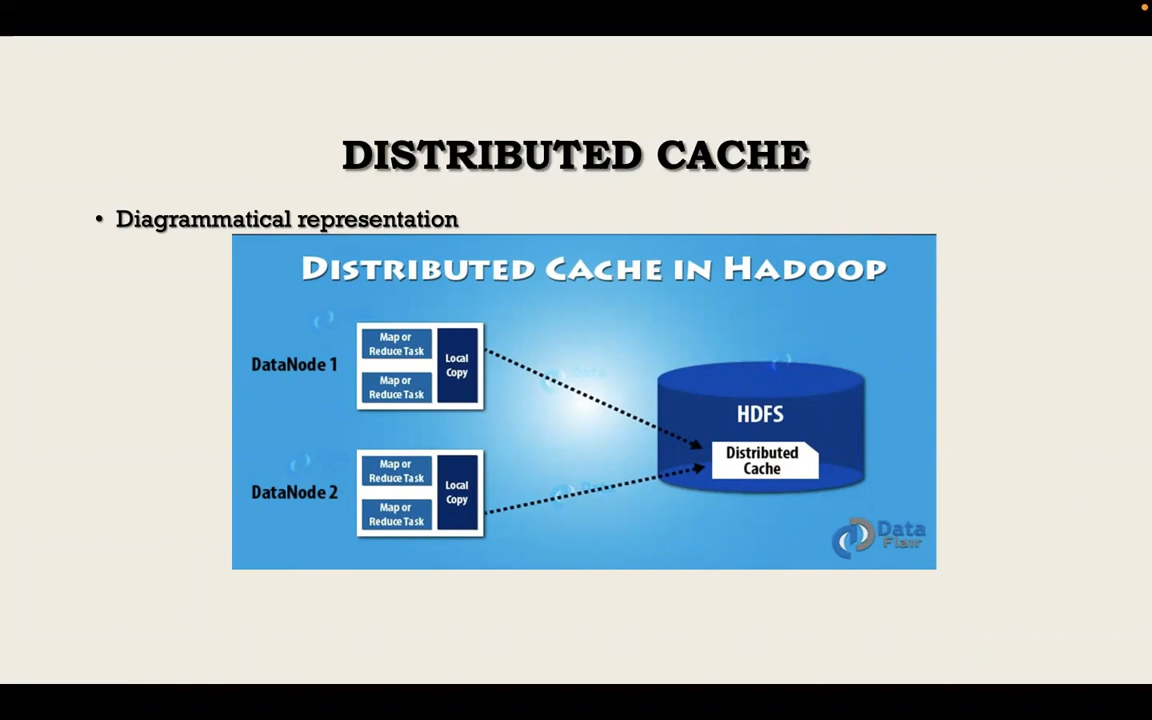 DISTRIBUTED CACHE
• Diagrammatical representation
DISTRIBUTED CACHE IN HADOOP
DataNode 1
Map or
Reduce Task
Map or
Reduce Task
Local
Copy
DataNode 2
Map or
Reduce Task
Map or
Reduce Task
Local
Copy
HDFS
Distributed
Cache
Data
Flair